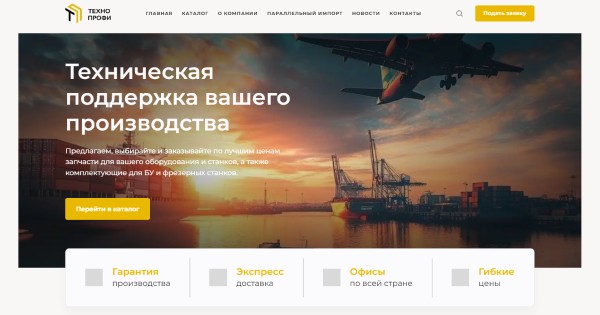 ТЕХНО
ПРОФИ
ГЛАВНАЯ КАТАЛОГ О КОМПАНИИ ПАРАЛЛЕЛЬНЫЙ ИМПОРТ НОВОСТИ КОНТАКТЫ
Подать заявку
Техническая
поддержка вашего
производства
Предлагаем, выбирайте и заказывайте по лучшим ценам
запчасти для вашего оборудования и станков, а также
комплектующие для БУ и фрезерных станков.
Перейти в каталог
Гарантия
производства
Экспресс
доставка
Офисы
по всей стране
Гибкие
цены